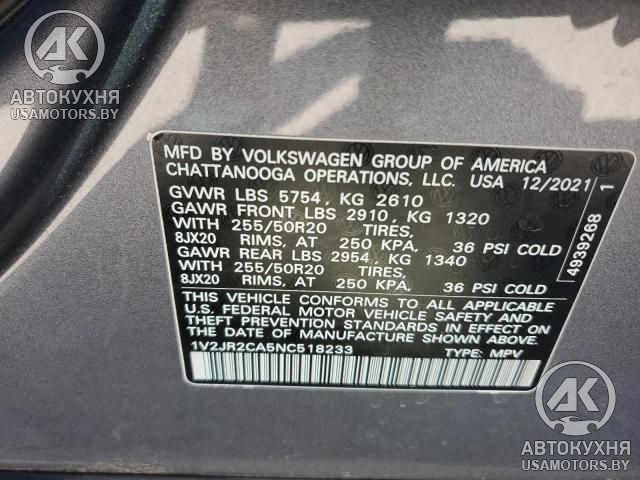 AK
АВТОКУХНЯ
USAMOTORS.BY
MFD BY VOLKSWAGEN GROUP OF AMERICA
CHATTANOOGA OPERATIONS, LLC. USA 12/2021
GVWR LBS 5754, KG 2610
GAWR FRONT LBS 2910, KG 1320
WITH 255/50R20 TIRES,
8JX20 RIMS, AT 250 KPA, 36 PSI COLD
GAWR REAR LBS 2954, KG 1340
WITH 255/50R20 TIRES,
8JX20 RIMS, AT 250 KPA, 36 PSI COLD
THIS VEHICLE CONFORMS TO ALL APPLICABLE
U.S. FEDERAL MOTOR VEHICLE SAFETY AND
THEFT PREVENTION STANDARDS IN EFFECT ON
THE DATE OF MANUFACTURE SHOWN ABOVE.
1V2JR2CA5NC518233 TYPE: MPV
4939268 1
AK
АВТОКУХНЯ
USAMOTORS.BY